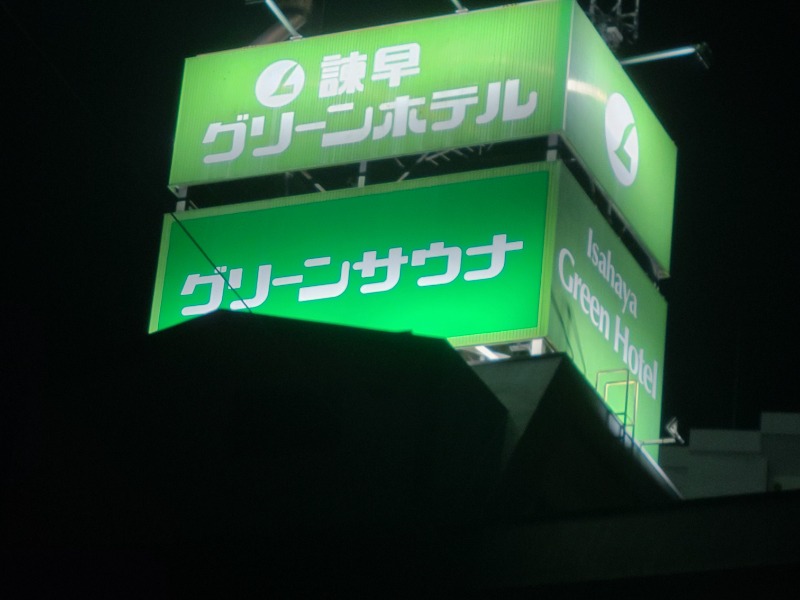 諫早
グリーンホテル
グリーンサウナ
Isahaya
Green Hotel